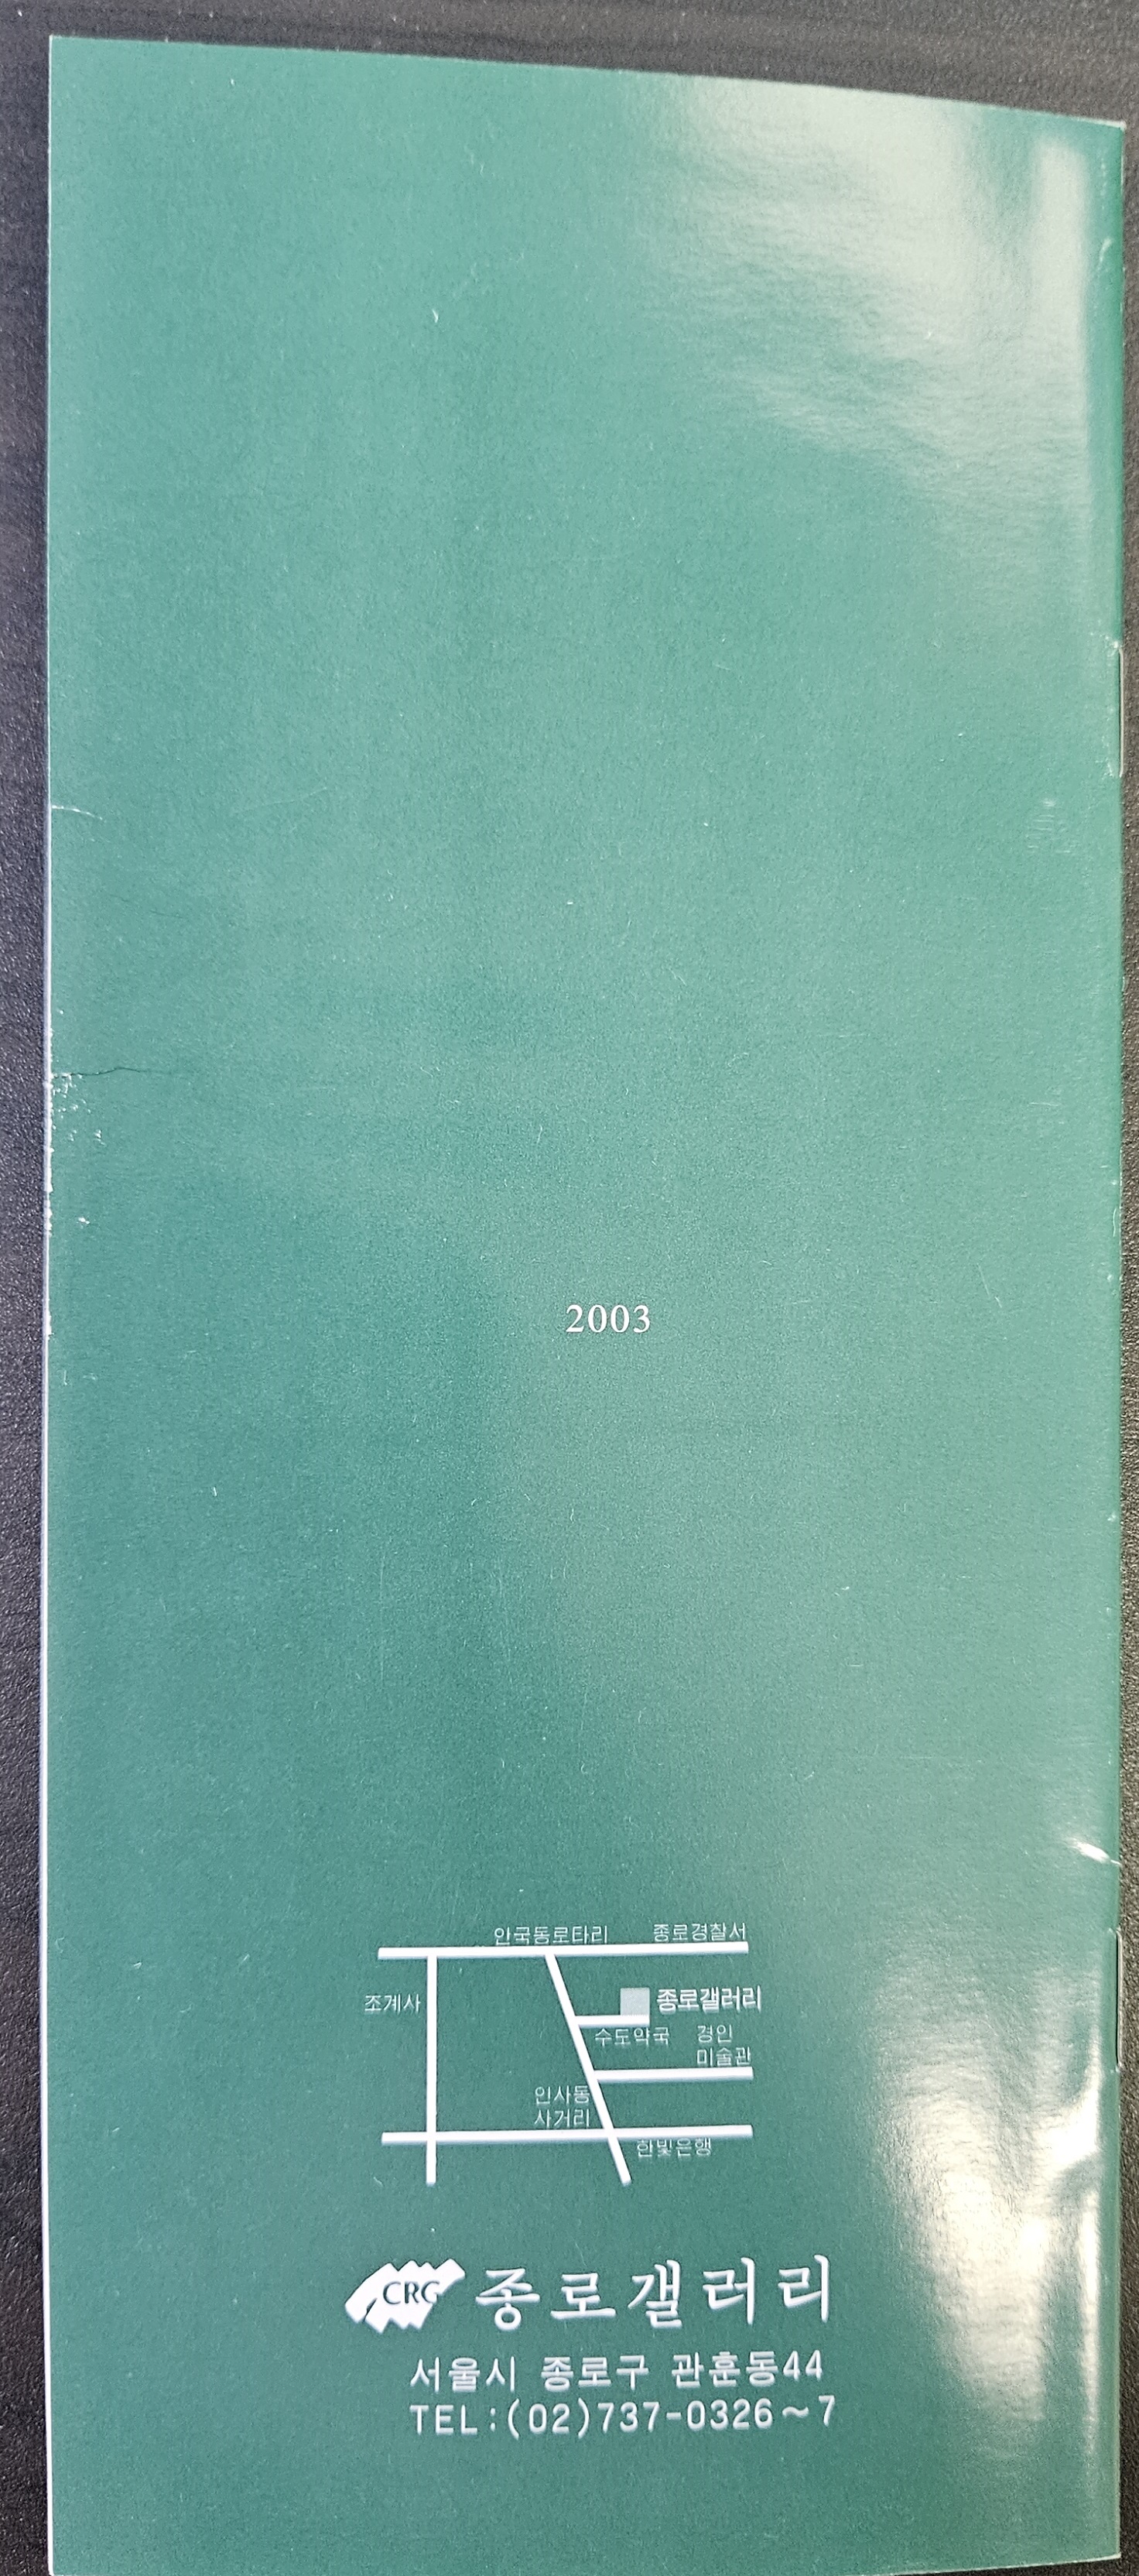 2003
안국동로타리 종로경찰서
조계사
종로갤러리
수도약국
경인
미술관
인사동
사거리
한빛은행
CRG 종로갤러리
서울시 종로구 관훈동44
TEL:(02)737-0326~7